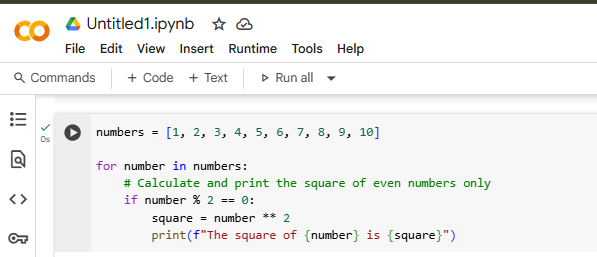 Untitled1.ipynb
File Edit View Insert Runtime Tools Help
Commands + Code + Text Run all
0s
numbers = [1, 2, 3, 4, 5, 6, 7, 8, 9, 10]
for number in numbers:
# Calculate and print the square of even numbers only
if number % 2 == 0:
square = number ** 2
print(f"The square of {number} is {square}")